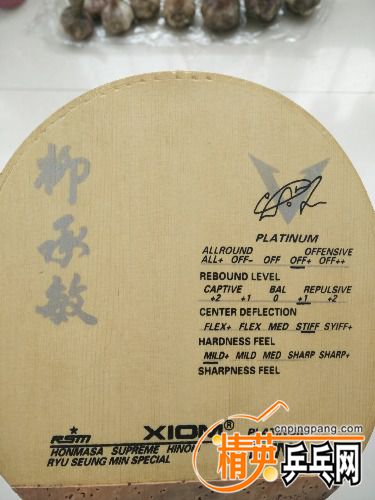 柳承敏
PLATINUM
ALLROUND OFFENSIVE
ALL+ OFF- OFF OFF+ OFF++
REBOUND LEVEL
CAPTIVE BAL REPULSIVE
+2 +1 0 +1 +2
CENTER DEFLECTION
FLEX+ FLEX MED STIFF SYIFF+
HARDNESS FEEL
MILD+ MILD MED SHARP SHARP+
SHARPNESS FEEL
RSM XIOM®
HONMASA SUPREME
RYU SEUNG MIN SPECIAL
cnpingpang.com
精英乒乓网